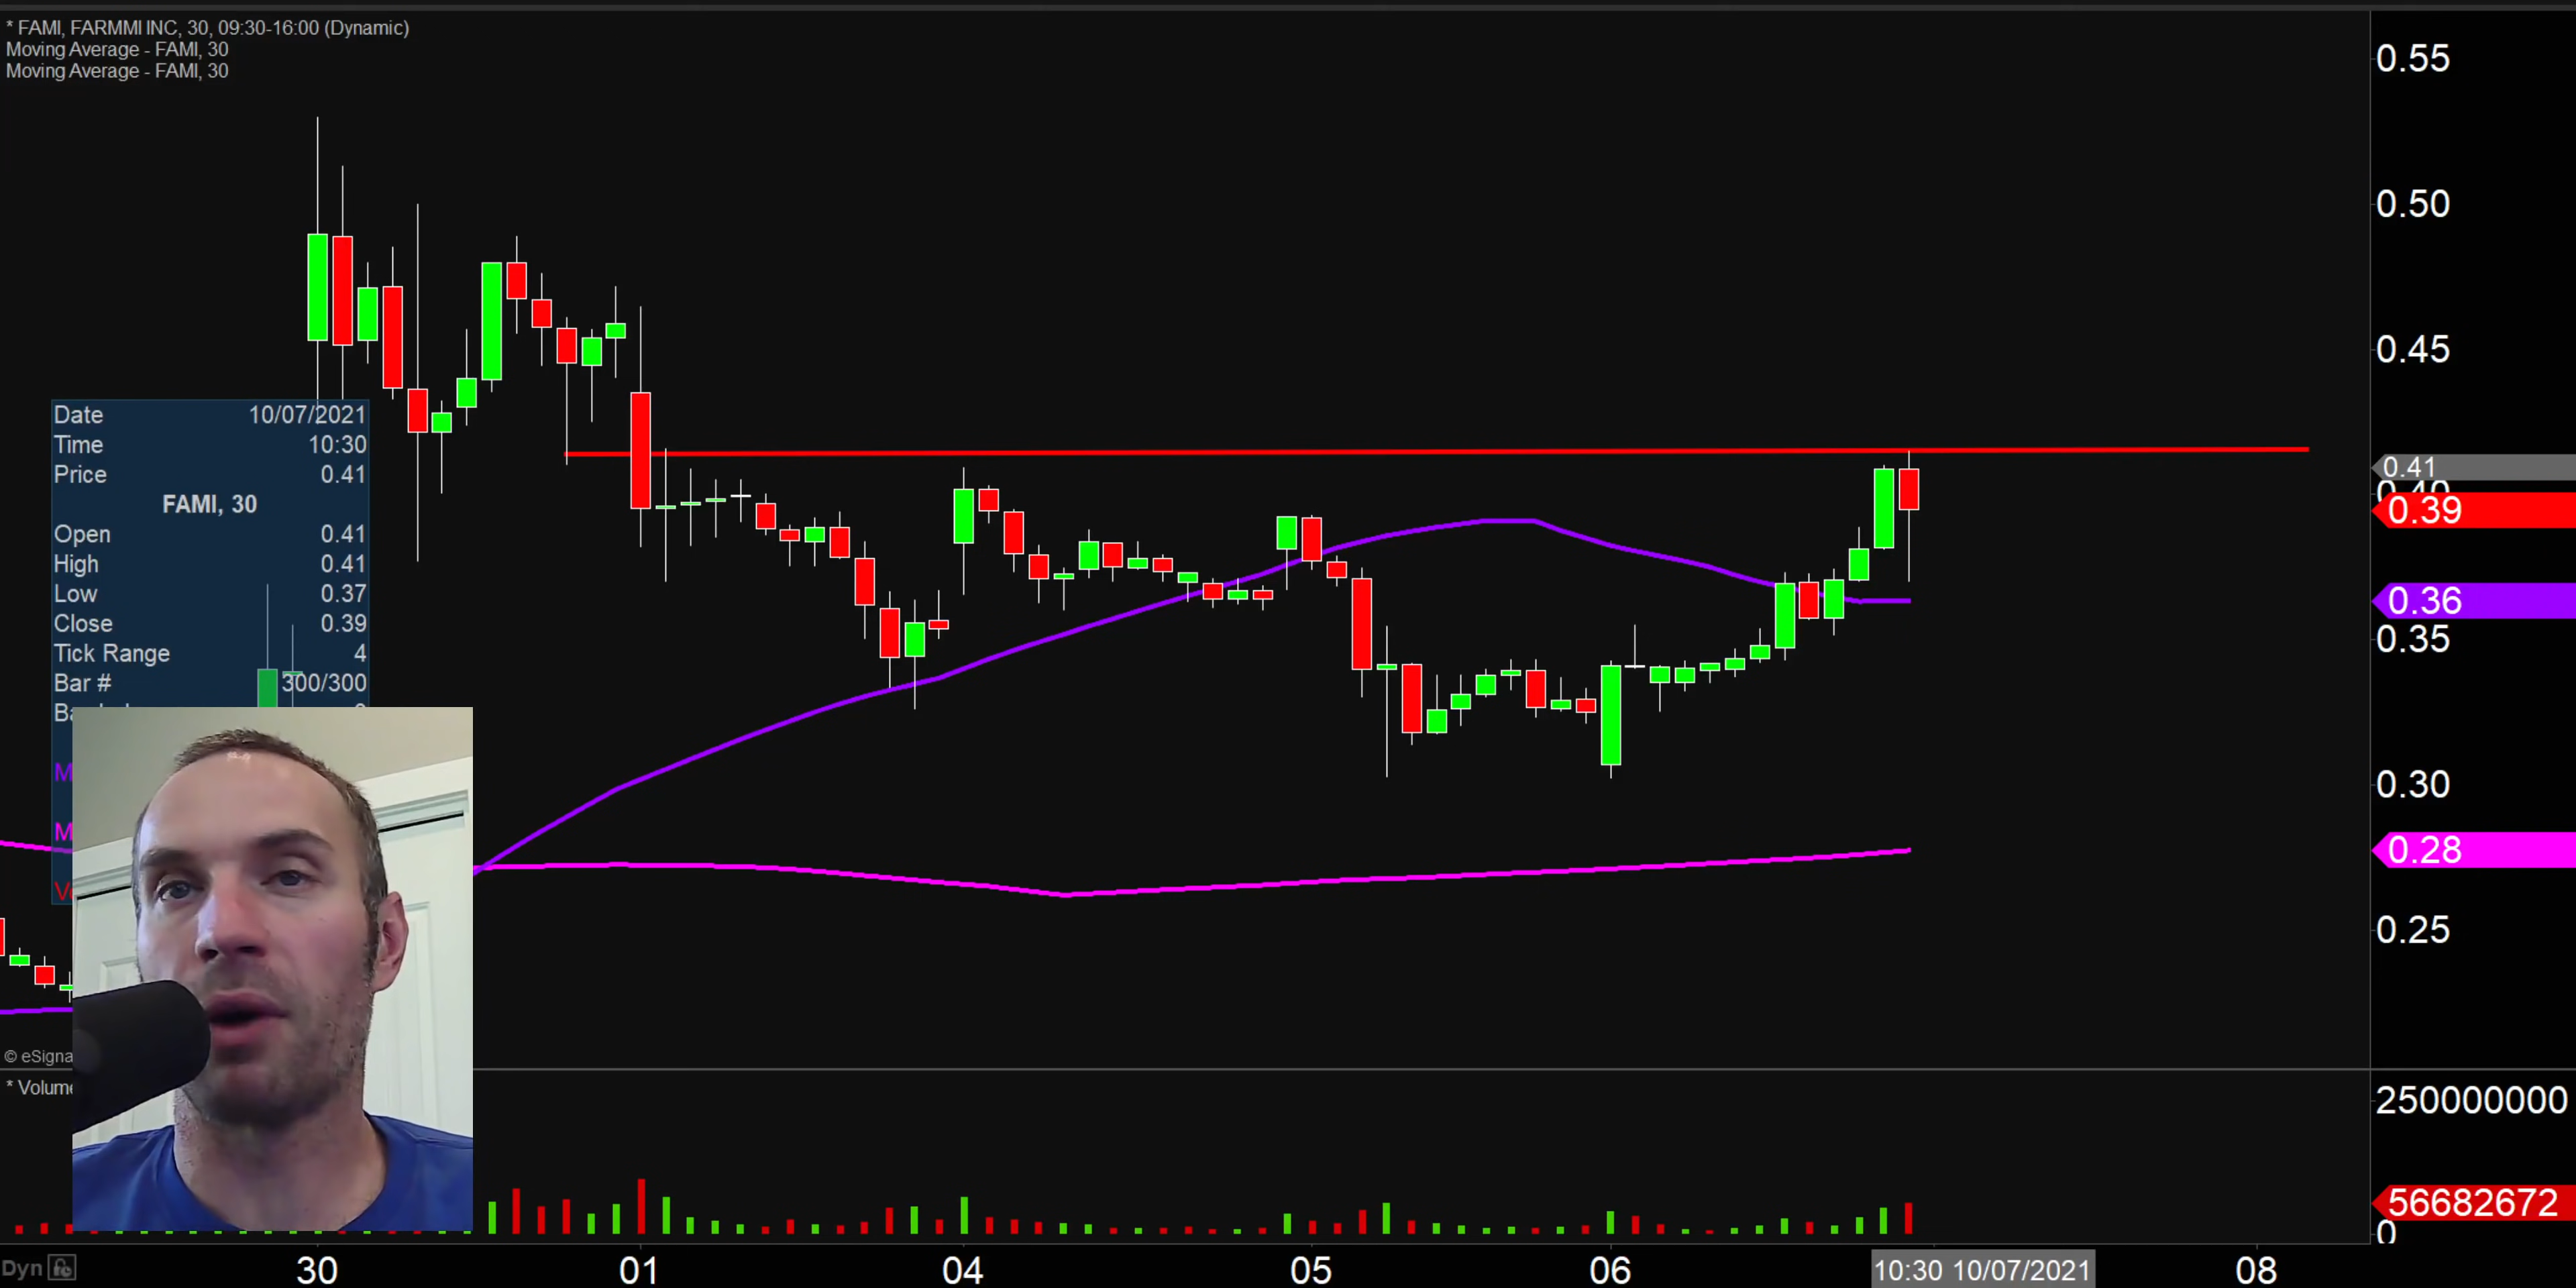 * FAMI, FARMMI INC, 30, 09:30-16:00 (Dynamic)
Moving Average - FAMI, 30
Moving Average - FAMI, 30
0.55
0.50
0.45
0.41
0.40
0.39
0.36
0.35
0.30
0.28
0.25
Date 10/07/2021
Time 10:30
Price 0.41
FAMI, 30
Open 0.41
High 0.41
Low 0.37
Close 0.39
Tick Range 4
Bar # 300/300
© eSigna
* Volume
250000000
56682672
0
Dyn
30 01 04 05 06 10:30 10/07/2021 08